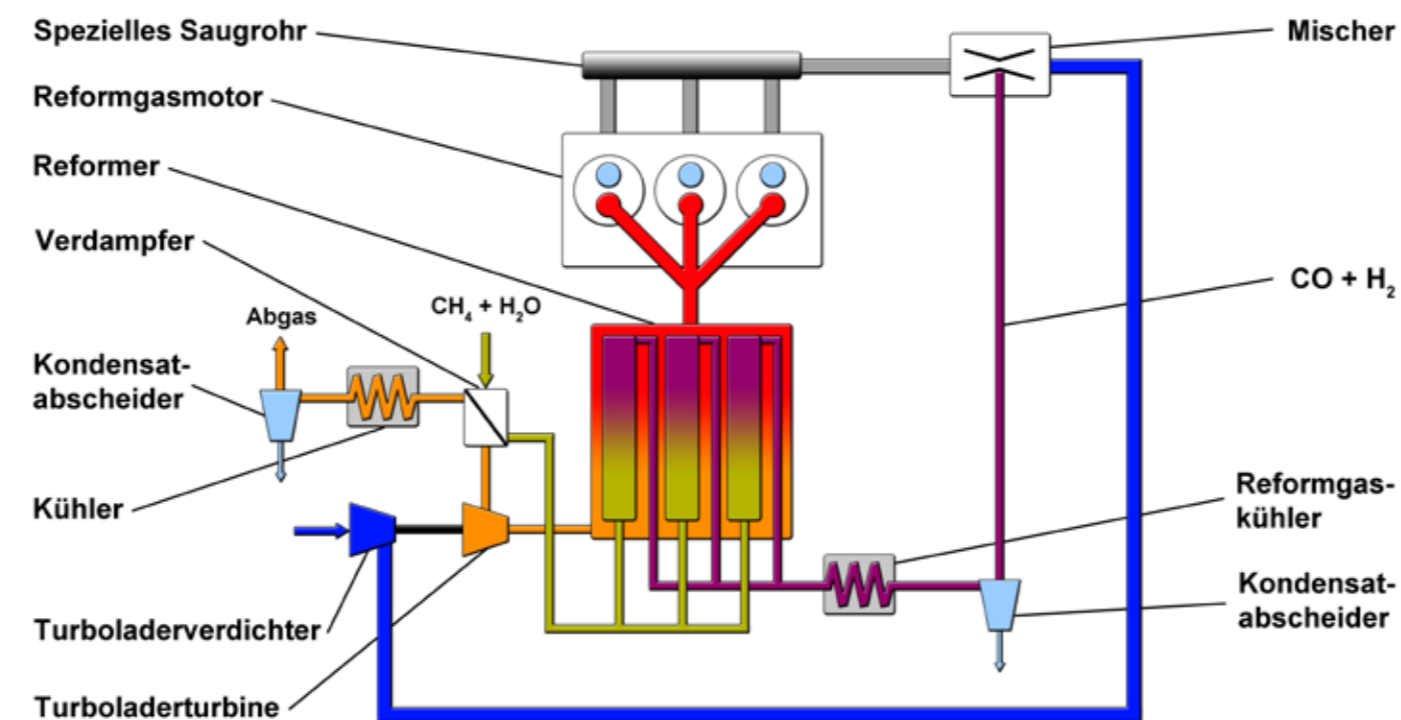 Spezielles Saugrohr
Mischer
Reformgasmotor
Reformer
Verdampfer
CO + H₂
CH₄ + H₂O
Abgas
Kondensat-
abscheider
Reformgas-
kühler
Kühler
Kondensat-
abscheider
Turboladerverdichter
Turboladerturbine